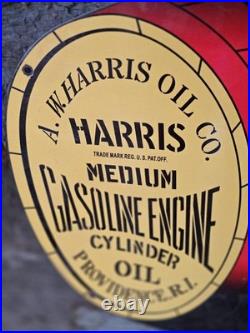 A.W. HARRIS OIL CO.
HARRIS
TRADE MARK REG. U. S. PAT. OFF.
MEDIUM
GASOLINE ENGINE
CYLINDER
OIL
PROVIDENCE, R.I.